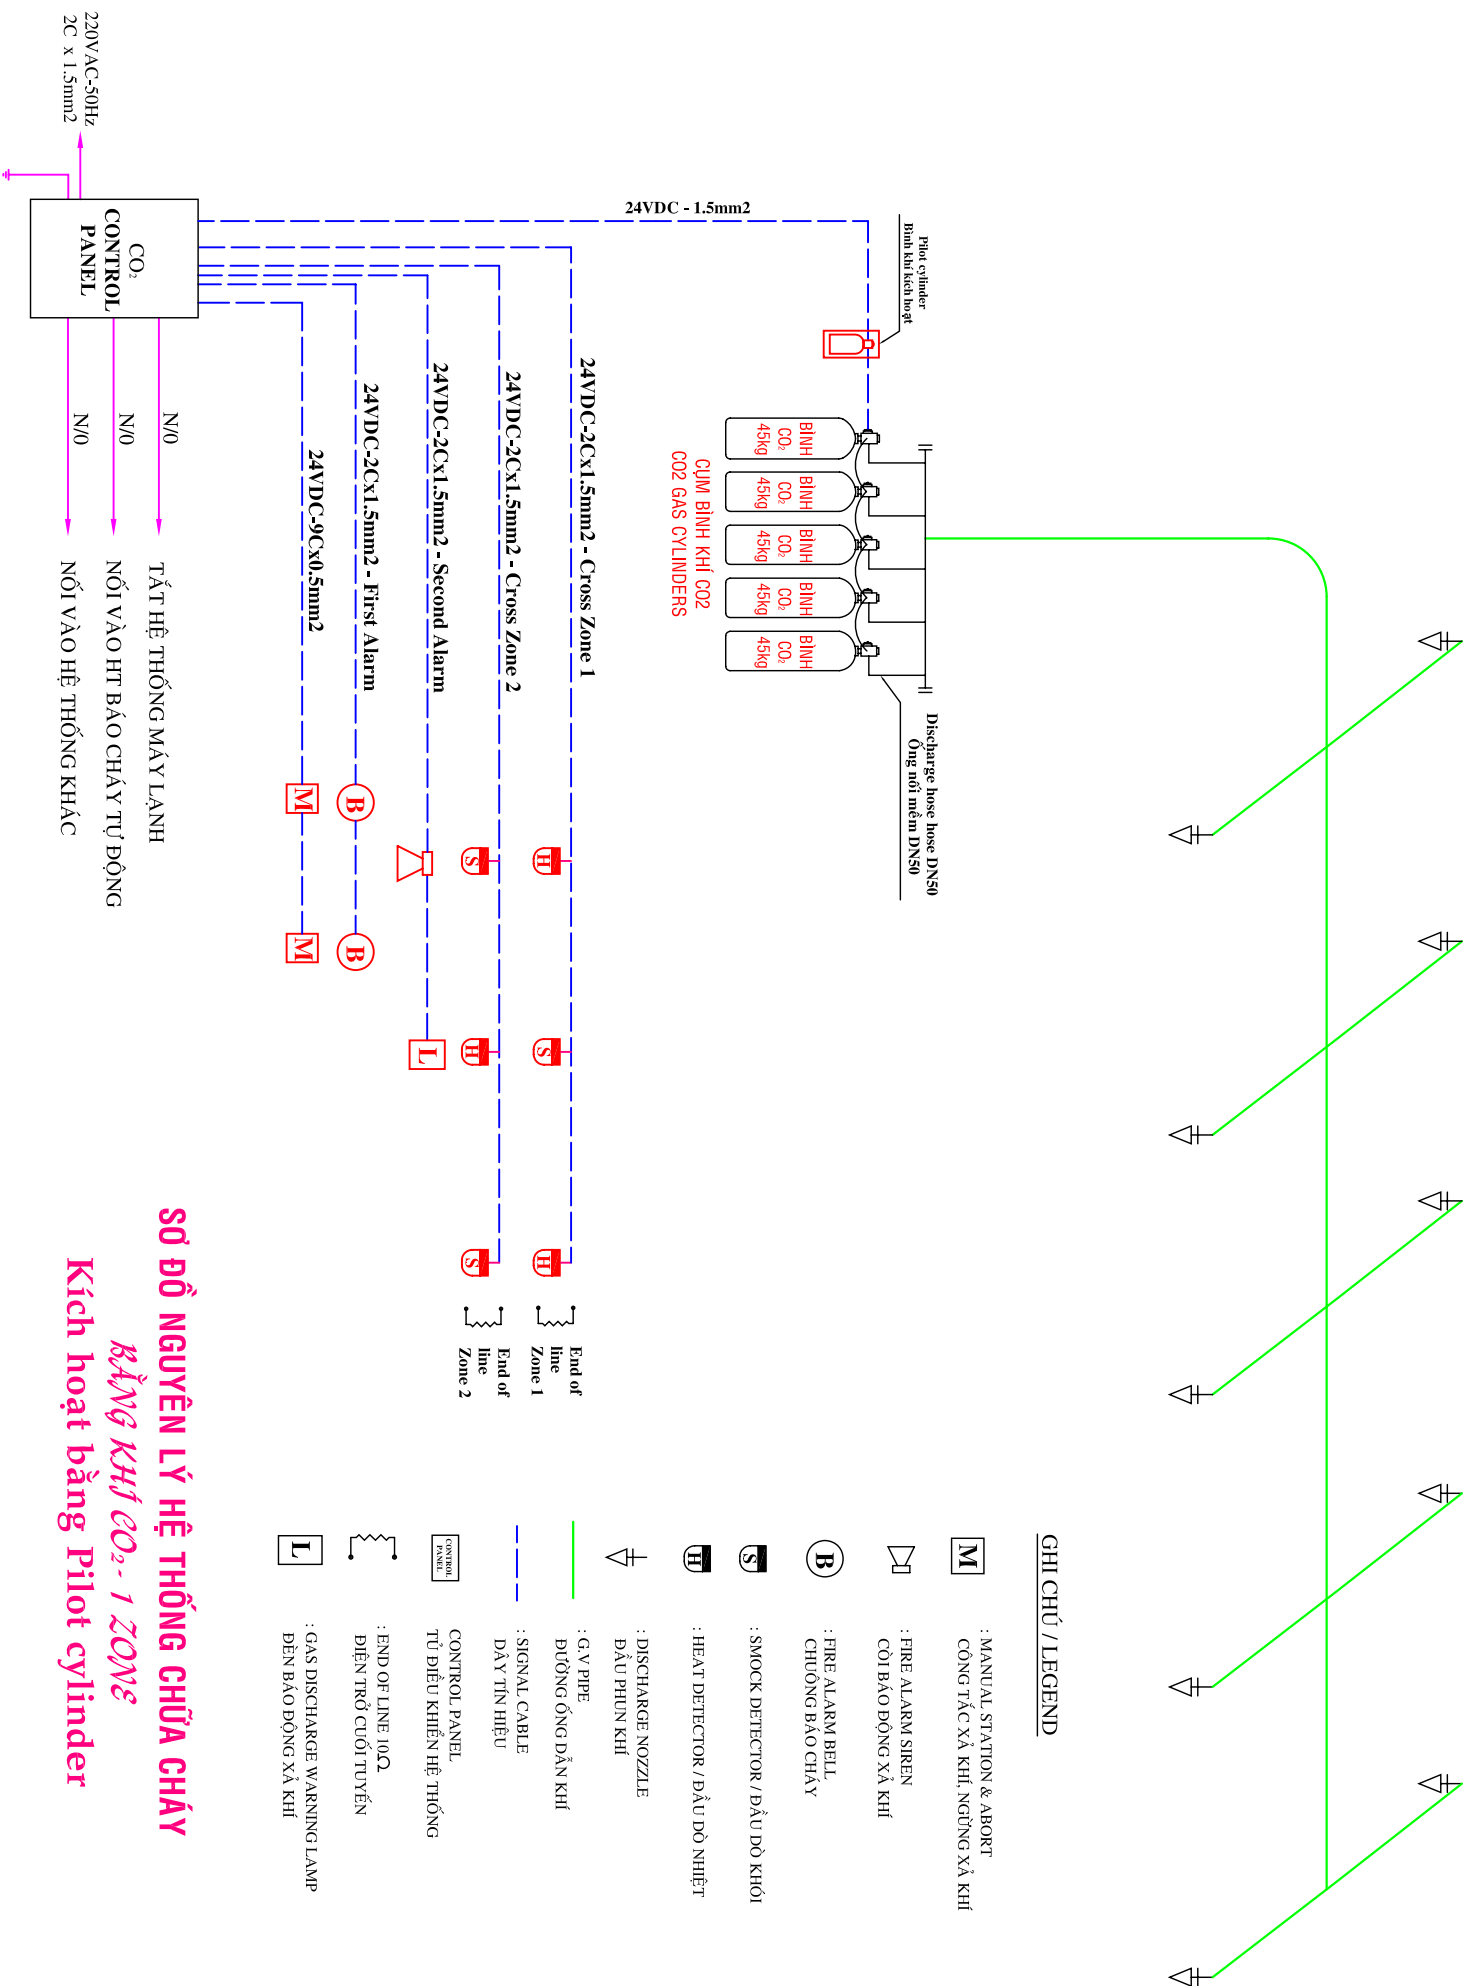 Pilot cylinder
Bình khí kích hoạt
24VDC - 1.5mm2
Discharge hose hose DN50
Ống nối mềm DN50
BÌNH
CO₂
45kg
BÌNH
CO₂
45kg
BÌNH
CO₂
45kg
BÌNH
CO₂
45kg
BÌNH
CO₂
45kg
CỤM BÌNH KHÍ CO2
CO2 GAS CYLINDERS
24VDC-2Cx1.5mm2 - Cross Zone 1
H
S
H
End of
line
Zone 1
24VDC-2Cx1.5mm2 - Cross Zone 2
S
H
S
End of
line
Zone 2
24VDC-2Cx1.5mm2 - Second Alarm
L
24VDC-2Cx1.5mm2 - First Alarm
B
B
24VDC-9Cx0.5mm2
M
M
220VAC-50Hz
2C x 1.5mm2
CO₂
CONTROL
PANEL
N/0
TẮT HỆ THỐNG MÁY LẠNH
N/0
NỐI VÀO HT BÁO CHÁY TỰ ĐỘNG
N/0
NỐI VÀO HỆ THỐNG KHÁC
GHI CHÚ / LEGEND
M
: MANUAL STATION & ABORT
CÔNG TẮC XẢ KHÍ, NGỪNG XẢ KHÍ
: FIRE ALARM SIREN
CÒI BÁO ĐỘNG XẢ KHÍ
B
: FIRE ALARM BELL
CHUÔNG BÁO CHÁY
S
: SMOCK DETECTOR / ĐẦU DÒ KHÓI
H
: HEAT DETECTOR / ĐẦU DÒ NHIỆT
: DISCHARGE NOZZLE
ĐẦU PHUN KHÍ
: G.V PIPE
ĐƯỜNG ỐNG DẪN KHÍ
: SIGNAL CABLE
DÂY TÍN HIỆU
CONTROL
PANEL
CONTROL PANEL
TỦ ĐIỀU KHIỂN HỆ THỐNG
: END OF LINE 10Ω
ĐIỆN TRỞ CUỐI TUYẾN
L
: GAS DISCHARGE WARNING LAMP
ĐÈN BÁO ĐỘNG XẢ KHÍ
SƠ ĐỒ NGUYÊN LÝ HỆ THỐNG CHỮA CHÁY
BẰNG KHÍ CO₂ - 1 ZONE
Kích hoạt bằng Pilot cylinder